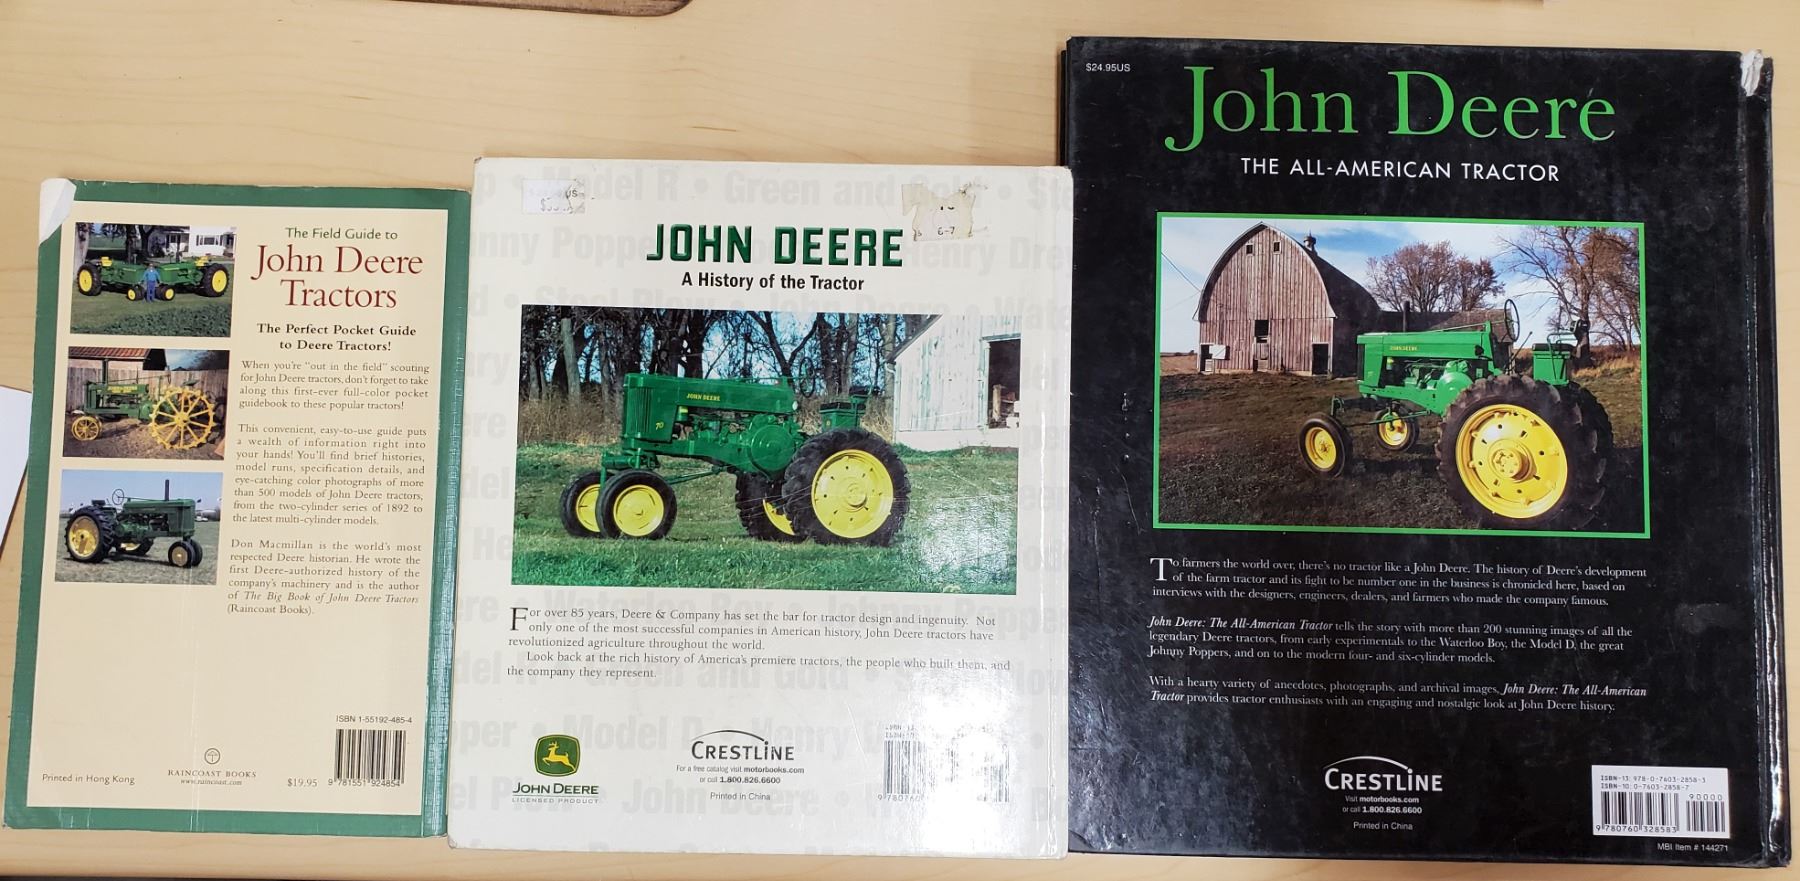 The Field Guide to
John Deere
Tractors
The Perfect Pocket Guide
to Deere Tractors!
When you're "out in the field" scouting
for John Deere tractors, don't forget to take
along this first-ever full-color pocket
guidebook to these popular tractors!
This convenient, easy-to-use guide puts
a wealth of information right into
your hands! You'll find brief histories,
model runs, specification details, and
eye-catching color photographs of more
than 500 models of John Deere tractors,
from the two-cylinder series of 1892 to
the latest multi-cylinder models.
Don Macmillan is the world's most
respected Deere historian. He wrote the
first Deere-authorized history of the
company's machinery and is the author
of The Big Book of John Deere Tractors
(Raincoast Books).
ISBN 1-55192-485-4
Printed in Hong Kong
RAINCOAST BOOKS
www.raincoast.com
$19.95
9 781551 924854
JOHN DEERE
A History of the Tractor
JOHN DEERE
70
For over 85 years, Deere & Company has set the bar for tractor design and ingenuity. Not
only one of the most successful companies in American history, John Deere tractors have
revolutionized agriculture throughout the world.
Look back at the rich history of America's premiere tractors, the people who built them, and
the company they represent.
JOHN DEERE
LICENSED PRODUCT
CRESTLINE
For a free catalog visit motorbooks.com
or call 1.800.826.6600
Printed in China
$24.95US
John Deere
THE ALL-AMERICAN TRACTOR
JOHN DEERE
To farmers the world over, there's no tractor like a John Deere. The history of Deere's development
of the farm tractor and its fight to be number one in the business is chronicled here, based on
interviews with the designers, engineers, dealers, and farmers who made the company famous.
John Deere: The All-American Tractor tells the story with more than 200 stunning images of all the
legendary Deere tractors, from early experimentals to the Waterloo Boy, the Model D, the great
Johnny Poppers, and on to the modern four- and six-cylinder models.
With a hearty variety of anecdotes, photographs, and archival images, John Deere: The All-American
Tractor provides tractor enthusiasts with an engaging and nostalgic look at John Deere history.
CRESTLINE
Visit motorbooks.com
or call 1.800.826.6600
Printed in China
ISBN-13: 978-0-7603-2858-3
ISBN-10: 0-7603-2858-7
90000
9 780760 328583
MBI Item # 144271